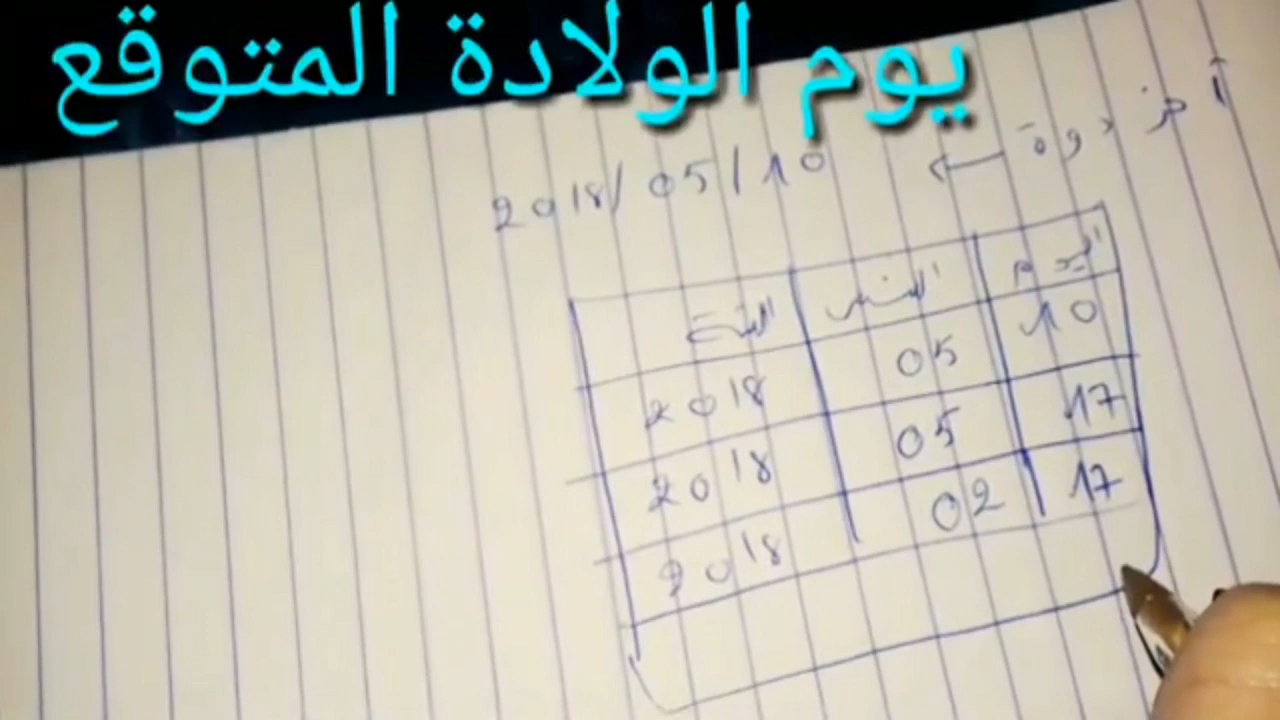 يوم الولادة المتوقع
آخر دورة ← 2018/05/10
اليوم الشهر السنة
10 05 2018
17 05 2018
17 02 2018